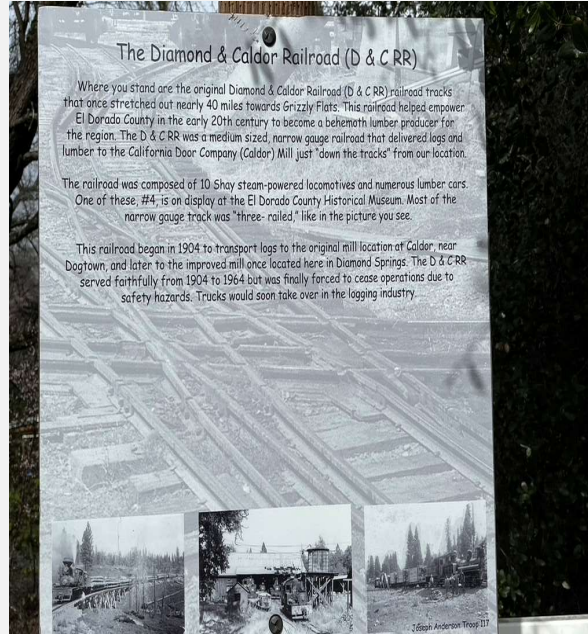 The Diamond & Caldor Railroad (D & C RR)
Where you stand are the original Diamond & Caldor Railroad (D & C RR) railroad tracks
that once stretched out nearly 40 miles towards Grizzly Flats. This railroad helped empower
El Dorado County in the early 20th century to become a behemoth lumber producer for
the region. The D & C RR was a medium sized, narrow gauge railroad that delivered logs and
lumber to the California Door Company (Caldor) Mill just "down the tracks" from our location.
The railroad was composed of 10 Shay steam-powered locomotives and numerous lumber cars.
One of these, #4, is on display at the El Dorado County Historical Museum. Most of the
narrow gauge track was "three- railed," like in the picture you see.
This railroad began in 1904 to transport logs to the original mill location at Caldor, near
Dogtown, and later to the improved mill once located here in Diamond Springs. The D & C RR
served faithfully from 1904 to 1964 but was finally forced to cease operations due to
safety hazards. Trucks would soon take over in the logging industry.
Joseph Anderson Troop 117